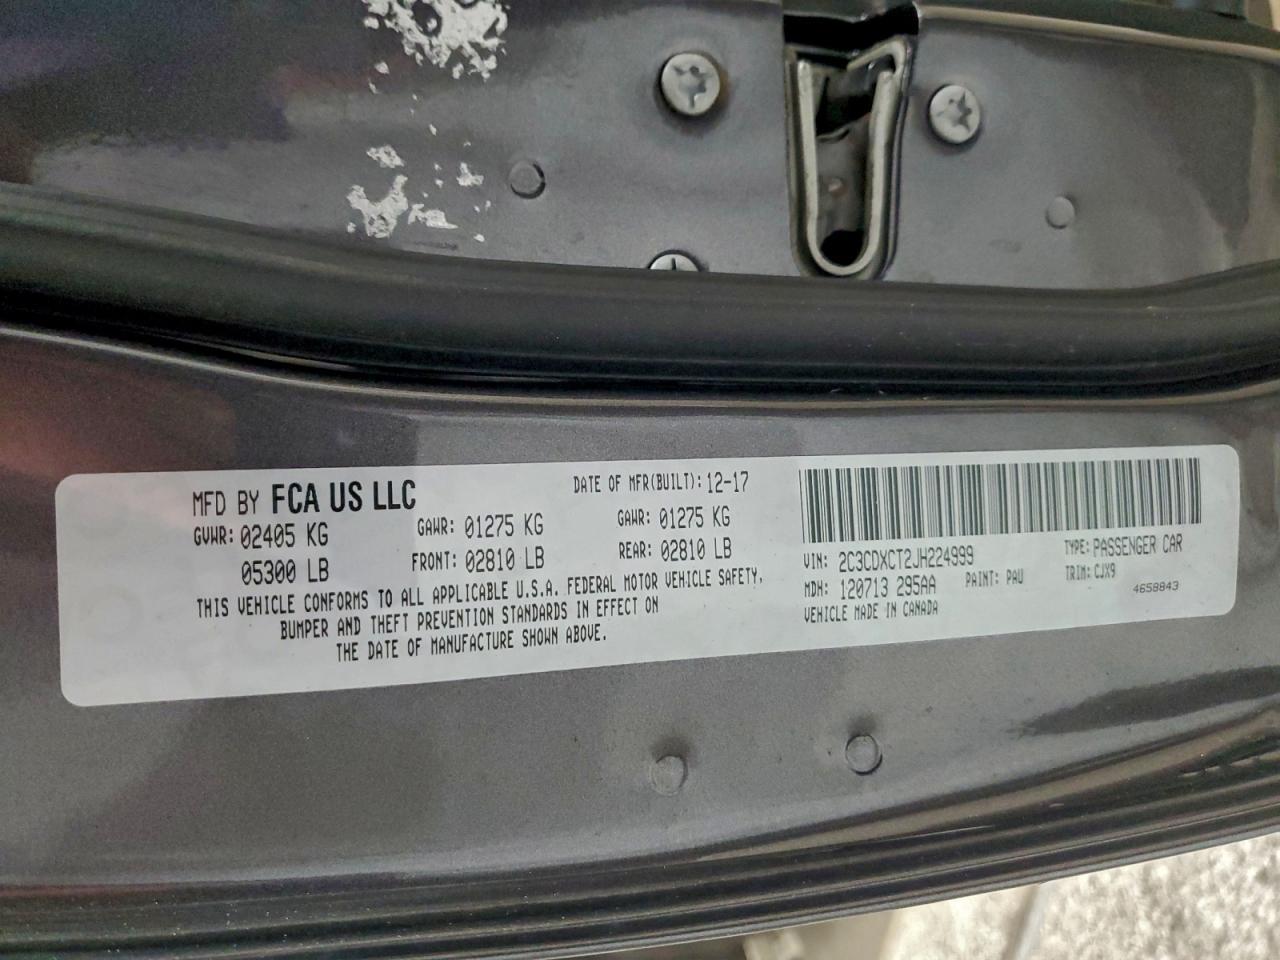 MFD BY FCA US LLC
DATE OF MFR(BUILT): 12-17
GVWR: 02405 KG
05300 LB
GAWR: 01275 KG
FRONT: 02810 LB
GAWR: 01275 KG
REAR: 02810 LB
THIS VEHICLE CONFORMS TO ALL APPLICABLE U.S.A. FEDERAL MOTOR VEHICLE SAFETY,
BUMPER AND THEFT PREVENTION STANDARDS IN EFFECT ON
THE DATE OF MANUFACTURE SHOWN ABOVE.
VIN: 2C3CDXCT2JH224999
TYPE: PASSENGER CAR
MDH: 120713 295AA
PAINT: PAU
TRIM: CJX9
VEHICLE MADE IN CANADA
4658843